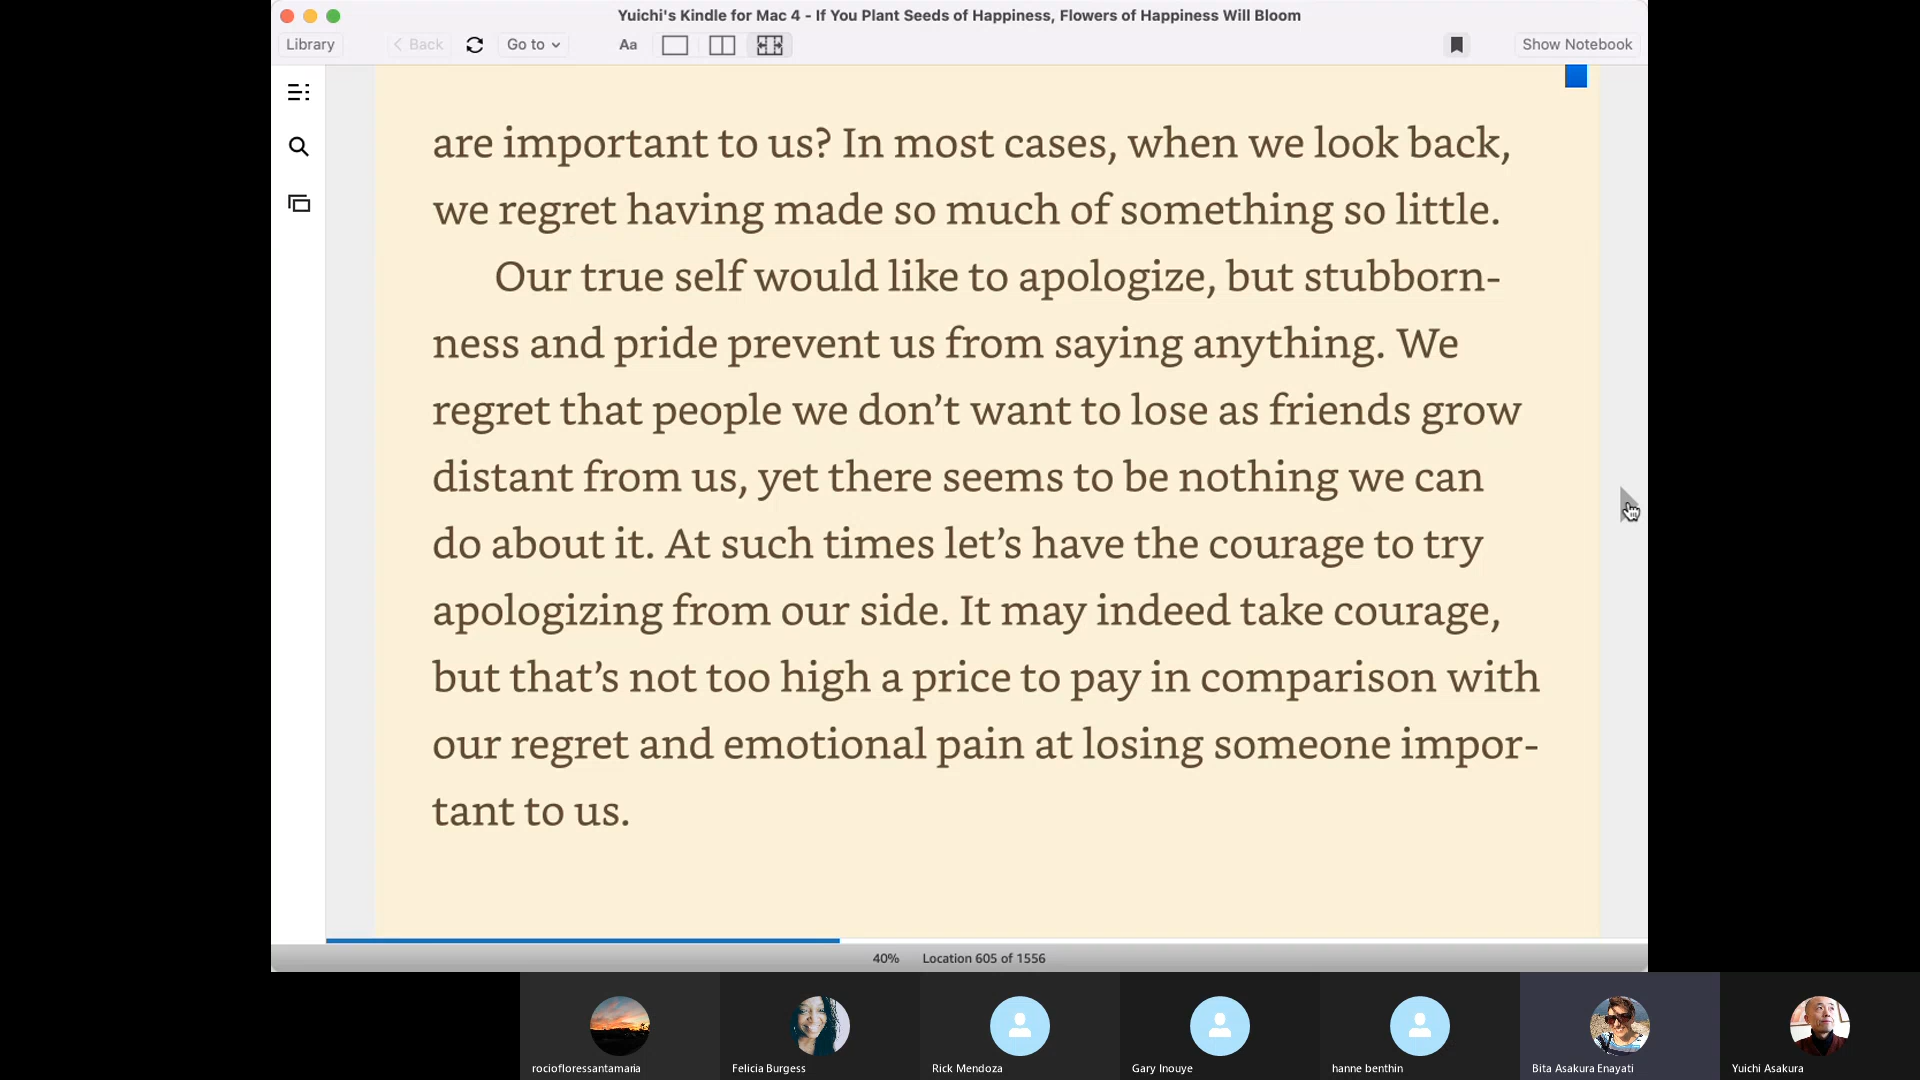 Yuichi's Kindle for Mac 4 - If You Plant Seeds of Happiness, Flowers of Happiness Will Bloom
Library
Back
Go to
Aa
Show Notebook
are important to us? In most cases, when we look back,
we regret having made so much of something so little.
Our true self would like to apologize, but stubborn-
ness and pride prevent us from saying anything. We
regret that people we don’t want to lose as friends grow
distant from us, yet there seems to be nothing we can
do about it. At such times let’s have the courage to try
apologizing from our side. It may indeed take courage,
but that’s not too high a price to pay in comparison with
our regret and emotional pain at losing someone impor-
tant to us.
40% Location 605 of 1556
rociofloressantamaria
Felicia Burgess
Rick Mendoza
Gary Inouye
hanne benthin
Bita Asakura Enayati
Yuichi Asakura